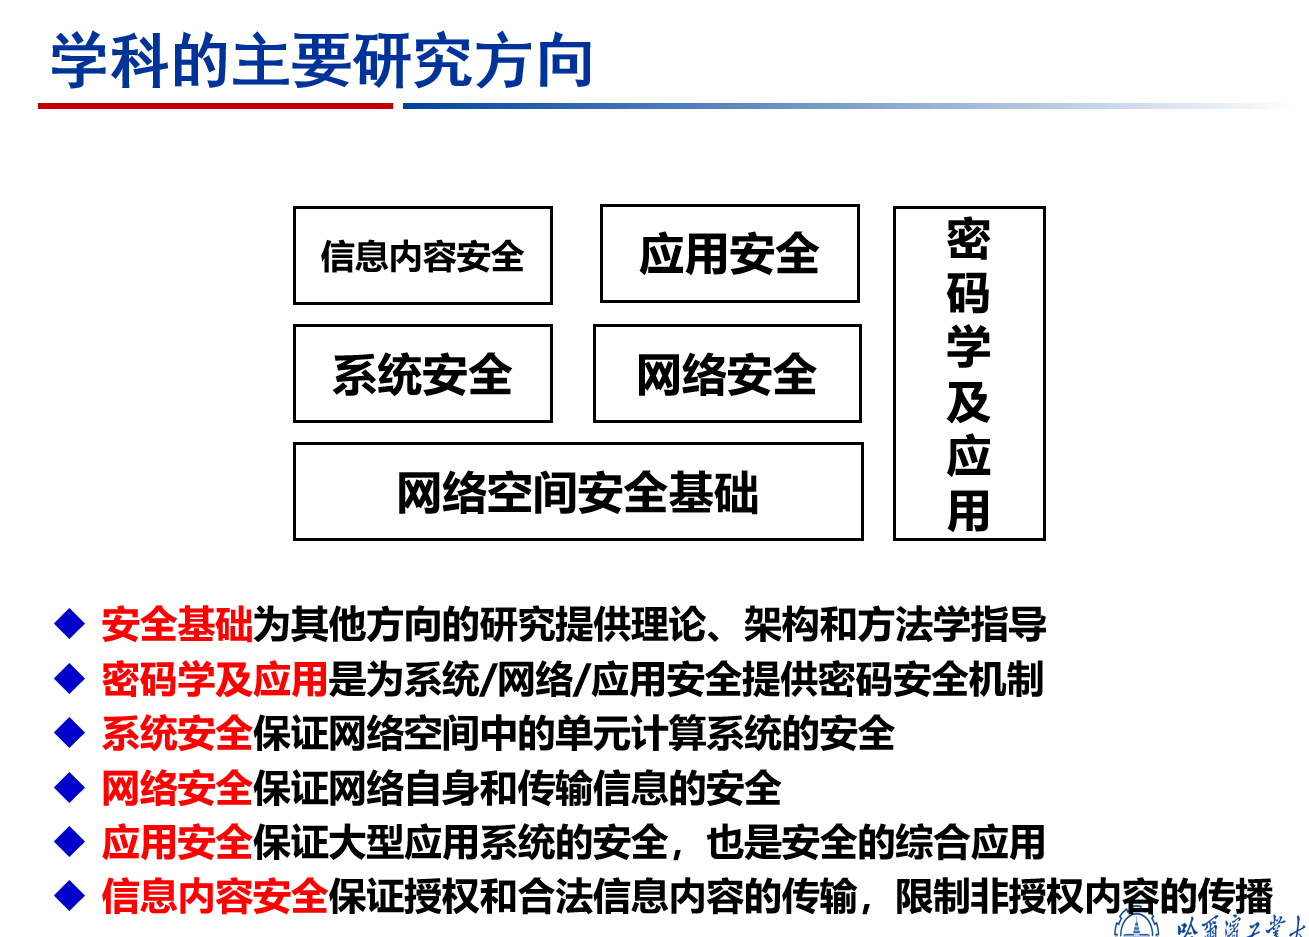 学科的主要研究方向
信息内容安全
应用安全
密码学及应用
系统安全
网络安全
网络空间安全基础
安全基础为其他方向的研究提供理论、架构和方法学指导
密码学及应用是为系统/网络/应用安全提供密码安全机制
系统安全保证网络空间中的单元计算系统的安全
网络安全保证网络自身和传输信息的安全
应用安全保证大型应用系统的安全，也是安全的综合应用
信息内容安全保证授权和合法信息内容的传输，限制非授权内容的传播
哈尔滨工业大